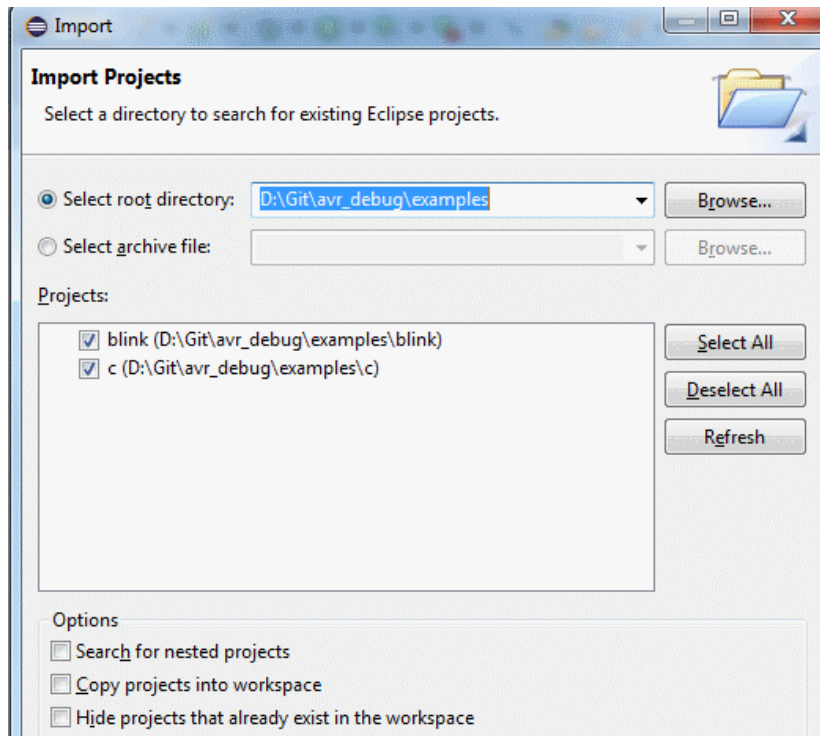 Import
Import Projects
Select a directory to search for existing Eclipse projects.
Select root directory: D:\Git\avr_debug\examples Browse...
Select archive file: Browse...
Projects:
blink (D:\Git\avr_debug\examples\blink)
c (D:\Git\avr_debug\examples\c)
Select All
Deselect All
Refresh
Options
Search for nested projects
Copy projects into workspace
Hide projects that already exist in the workspace